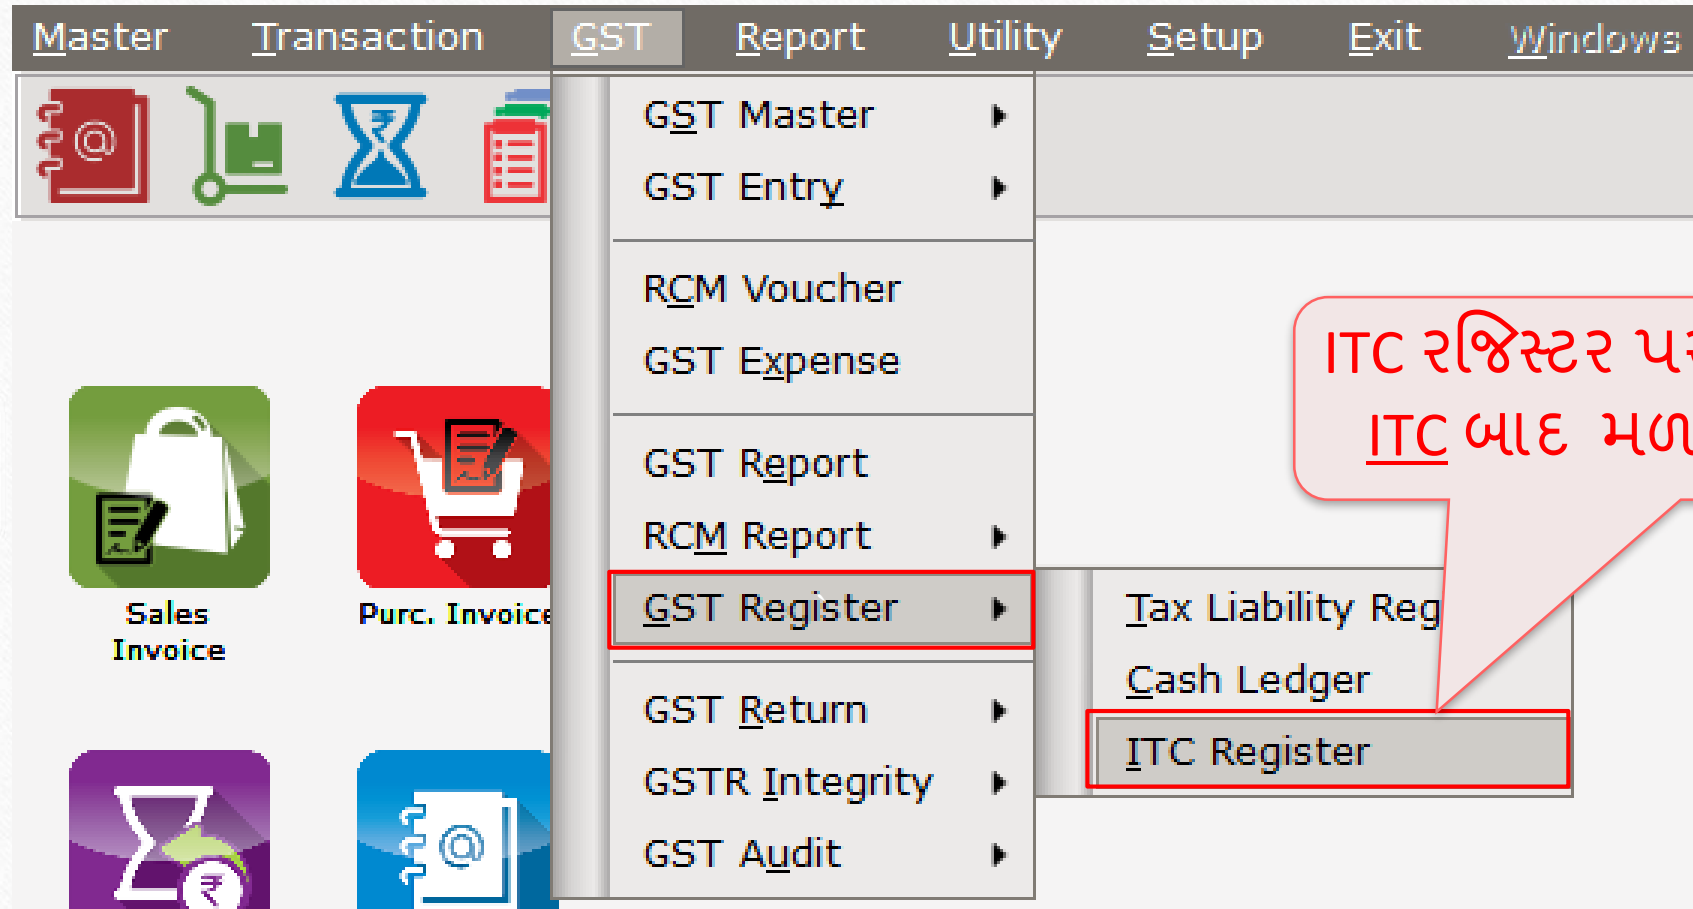 Master Transaction GST Report Utility Setup Exit Windows
GST Master
GST Entry
RCM Voucher
GST Expense
ITC રજિસ્ટર
ITC બાદ
GST Report
RCM Report
GST Register
Sales
Invoice
Purc. Invoice
Tax Liability Reg
Cash Ledger
ITC Register
GST Return
GSTR Integrity
GST Audit